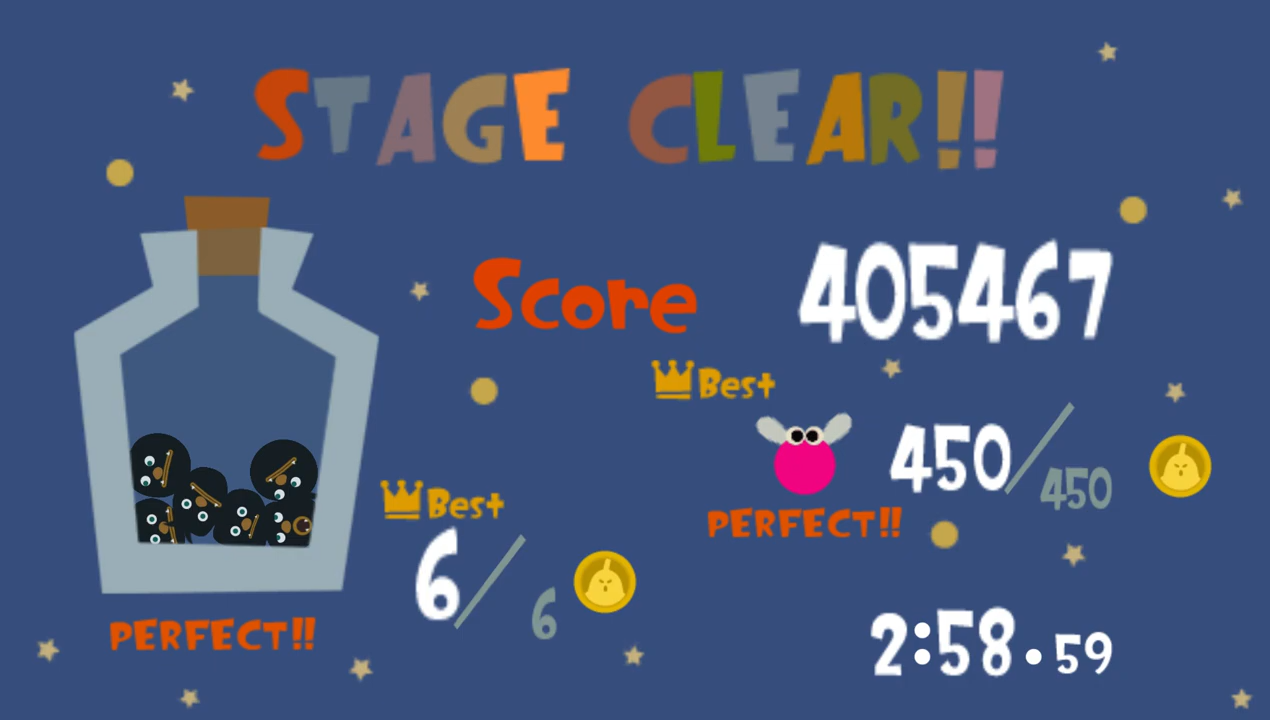 STAGE CLEAR!!
Score 405467
Best
450/450
PERFECT!!
Best
6/6
PERFECT!!
2:58.59